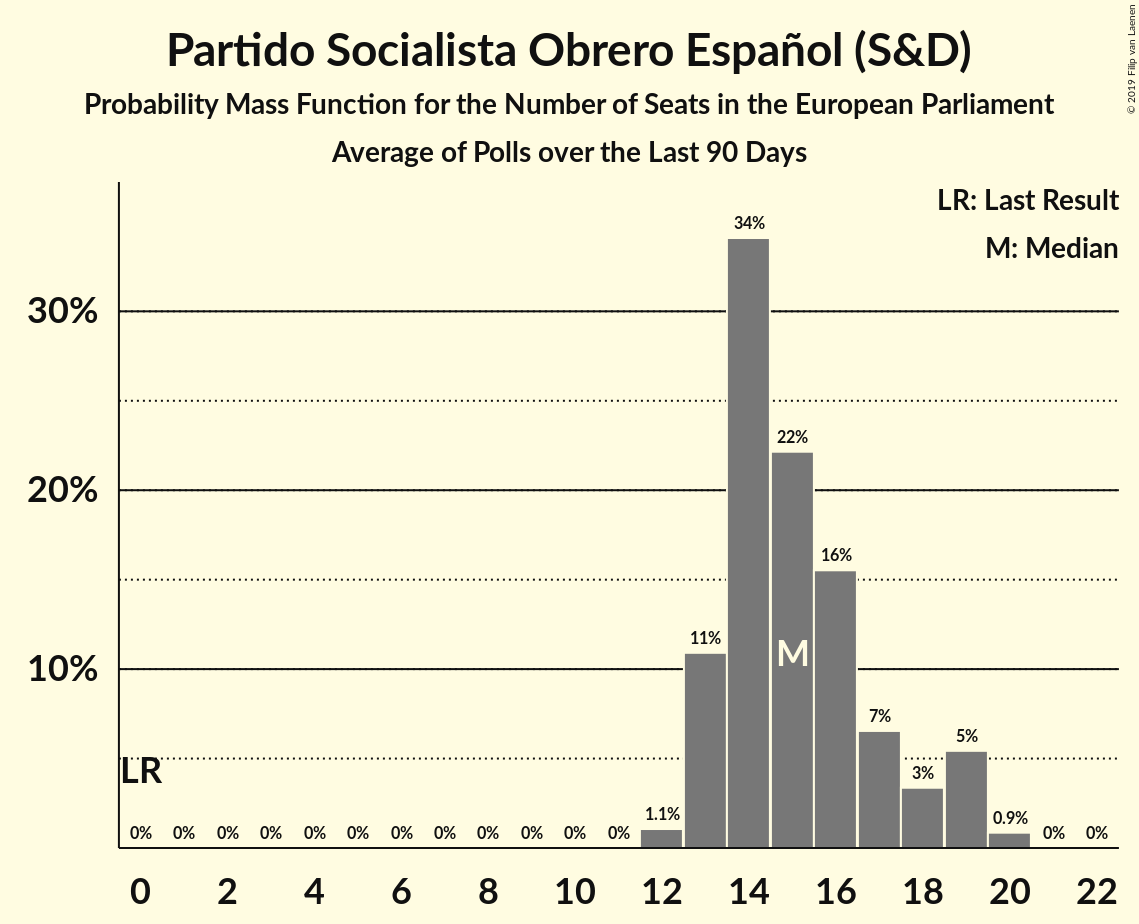 Partido Socialista Obrero Español (S&D)
Probability Mass Function for the Number of Seats in the European Parliament
Average of Polls over the Last 90 Days
© 2019 Filip van Laenen
LR: Last Result
M: Median
34%
30%
22%
20%
16%
11%
M
10%
7%
5%
LR
3%
1.1%
0.9%
0% 0% 0% 0% 0% 0% 0% 0% 0% 0% 0% 0% 0% 0%
0 2 4 6 8 10 12 14 16 18 20 22